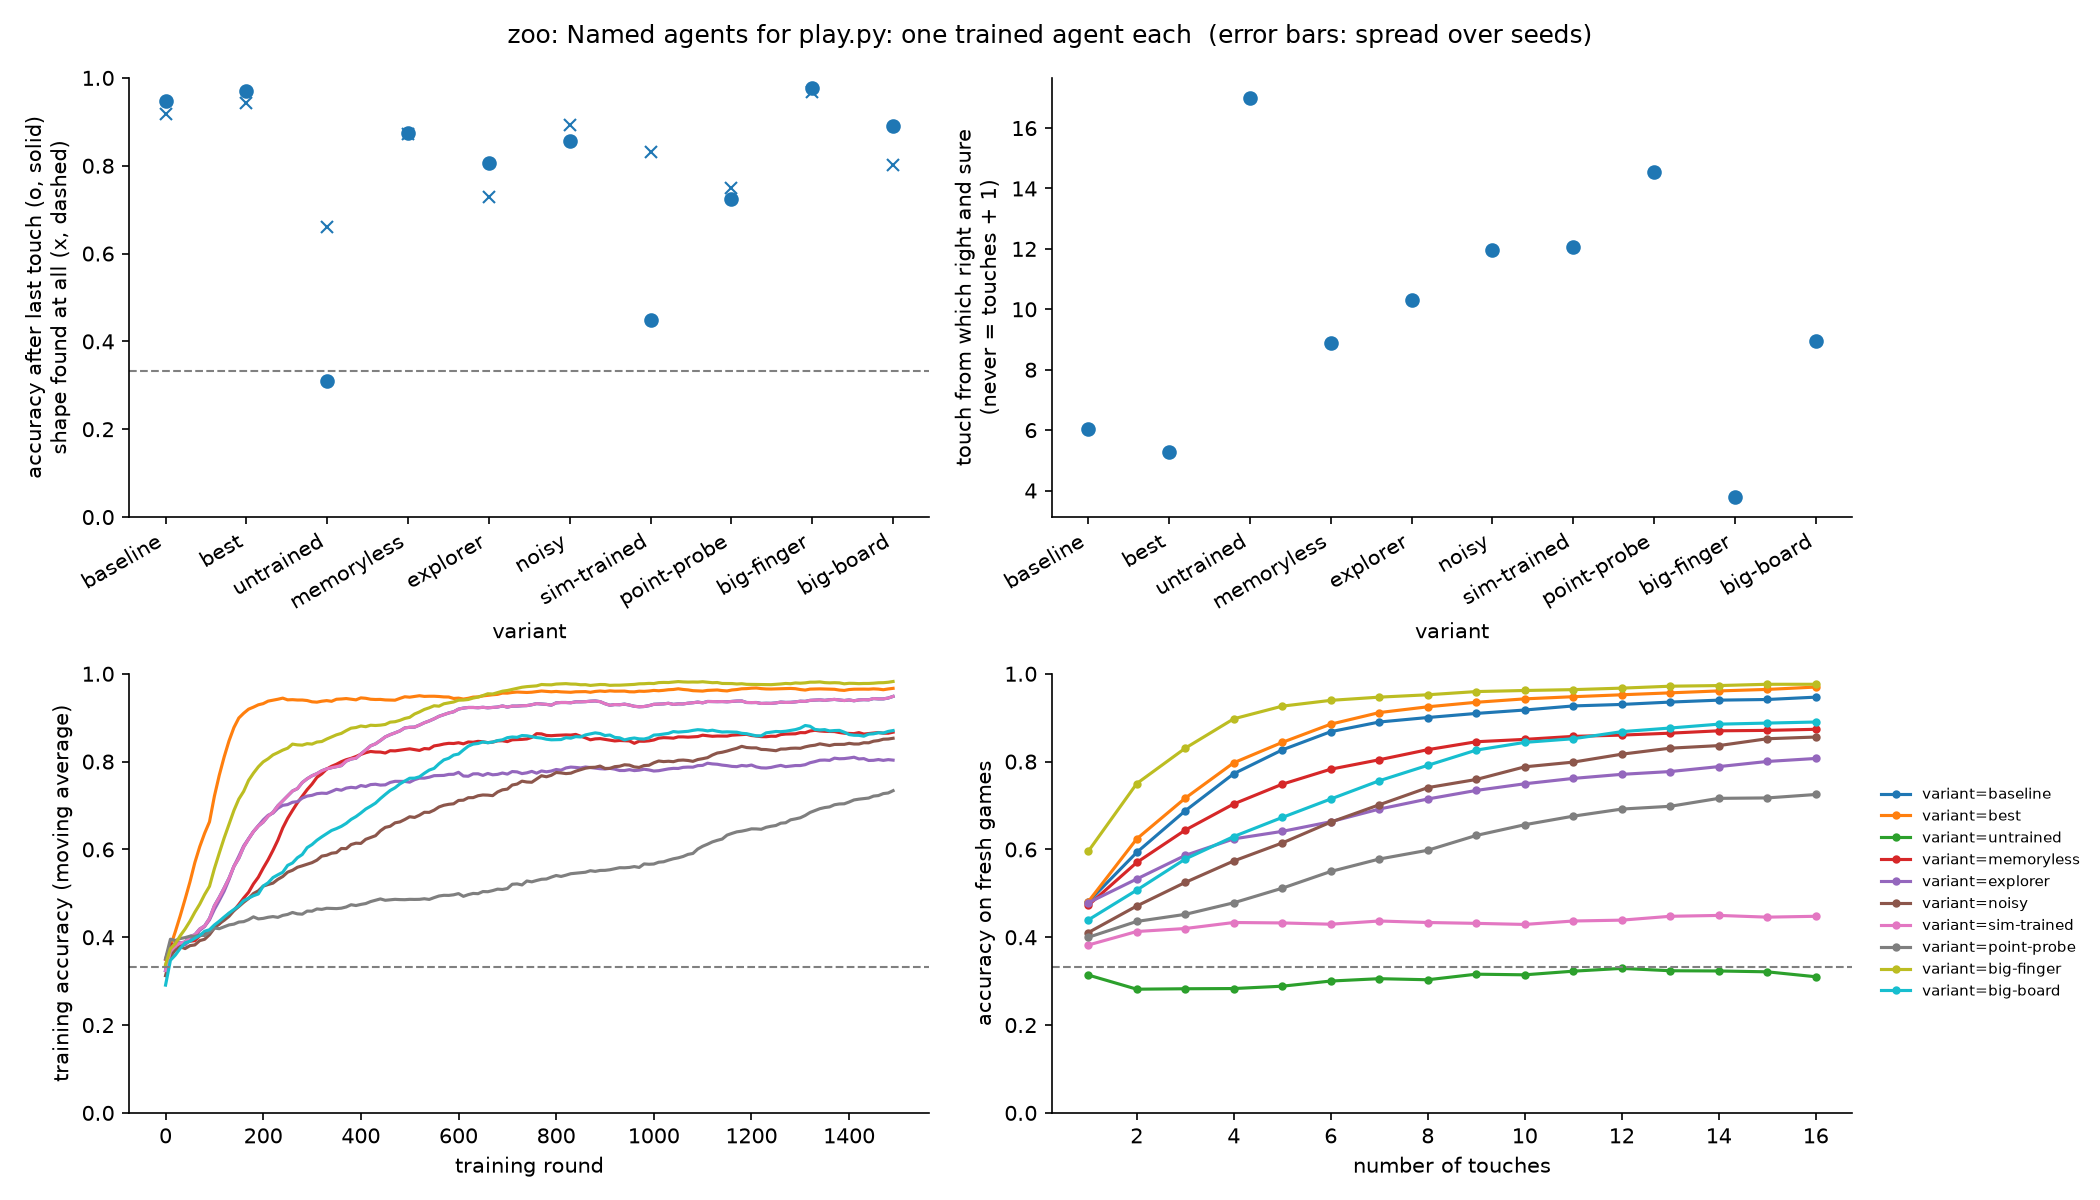 zoo: Named agents for play.py: one trained agent each  (error bars: spread over seeds)
accuracy after last touch (o, solid)
shape found at all (x, dashed)
1.0
0.8
0.6
0.4
0.2
0.0
baseline
best
untrained
memoryless
explorer
noisy
sim-trained
point-probe
big-finger
big-board
variant
touch from which right and sure
(never = touches + 1)
16
14
12
10
8
6
4
baseline
best
untrained
memoryless
explorer
noisy
sim-trained
point-probe
big-finger
big-board
variant
training accuracy (moving average)
1.0
0.8
0.6
0.4
0.2
0.0
0 200 400 600 800 1000 1200 1400
training round
accuracy on fresh games
1.0
0.8
0.6
0.4
0.2
0.0
2 4 6 8 10 12 14 16
number of touches
variant=baseline
variant=best
variant=untrained
variant=memoryless
variant=explorer
variant=noisy
variant=sim-trained
variant=point-probe
variant=big-finger
variant=big-board